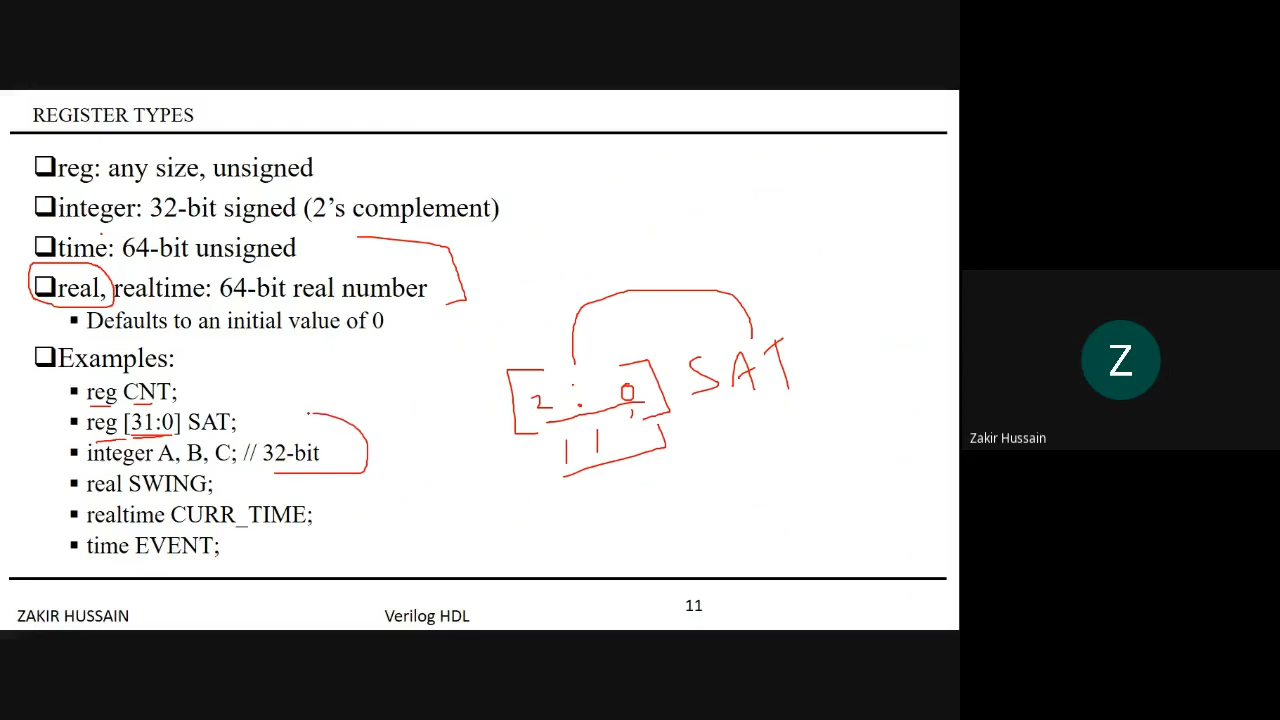 REGISTER TYPES
❑reg: any size, unsigned
❑integer: 32-bit signed (2’s complement)
❑time: 64-bit unsigned
❑real, realtime: 64-bit real number
▪ Defaults to an initial value of 0
❑Examples:
▪ reg CNT;
▪ reg [31:0] SAT;
▪ integer A, B, C; // 32-bit
▪ real SWING;
▪ realtime CURR_TIME;
▪ time EVENT;
[2 : 0] SAT
ZAKIR HUSSAIN
Verilog HDL
11
Z
Zakir Hussain